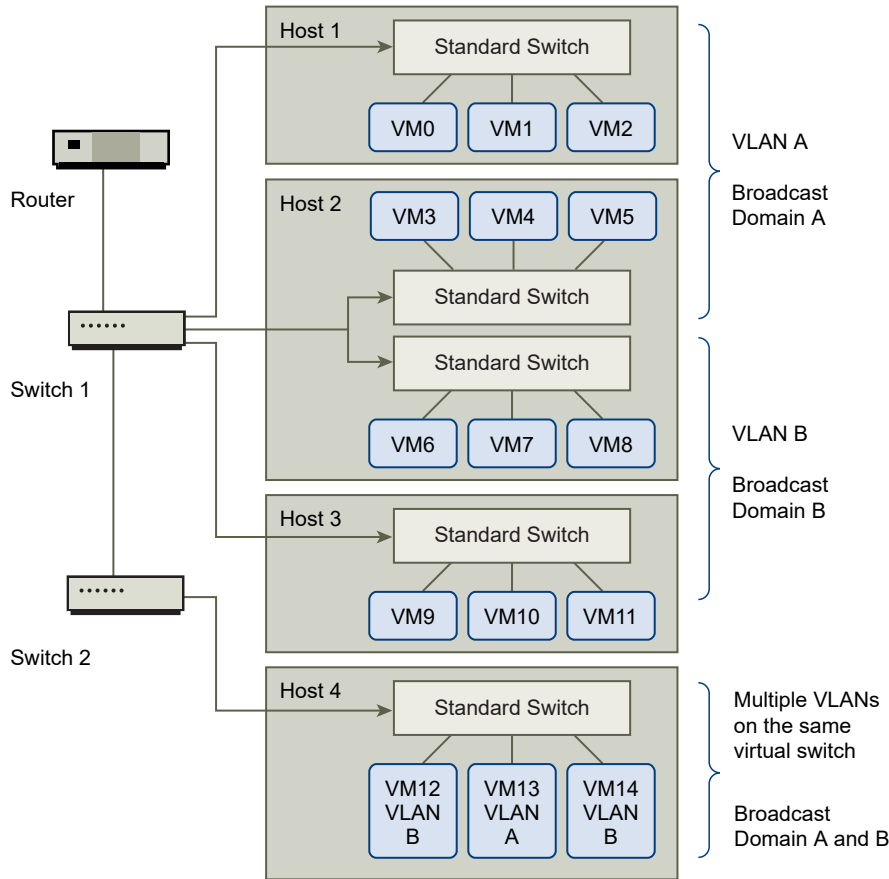 Host 1
Standard Switch
VM0
VM1
VM2
VLAN A
Broadcast
Domain A
Router
Host 2
VM3
VM4
VM5
Standard Switch
Standard Switch
VM6
VM7
VM8
Switch 1
VLAN B
Broadcast
Domain B
Host 3
Standard Switch
VM9
VM10
VM11
Switch 2
Host 4
Standard Switch
VM12
VLAN
B
VM13
VLAN
A
VM14
VLAN
B
Multiple VLANs
on the same
virtual switch
Broadcast
Domain A and B